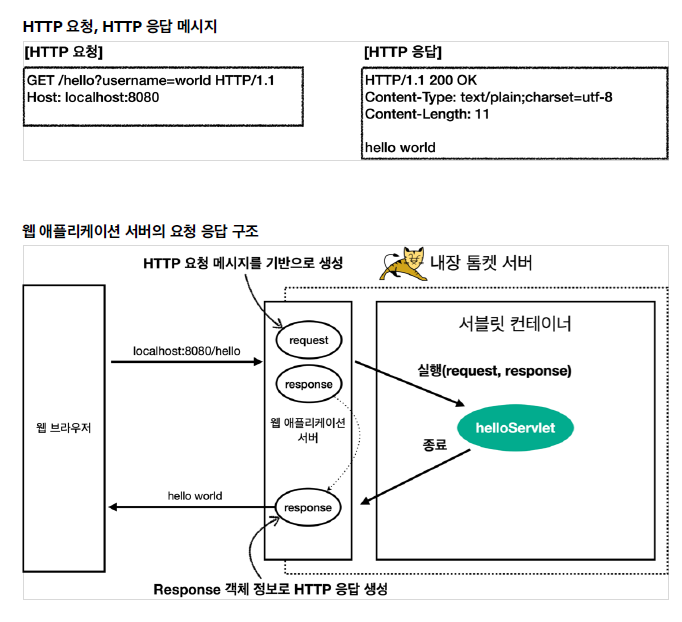 HTTP 요청, HTTP 응답 메시지
[HTTP 요청]
GET /hello?username=world HTTP/1.1
Host: localhost:8080
[HTTP 응답]
HTTP/1.1 200 OK
Content-Type: text/plain;charset=utf-8
Content-Length: 11
hello world
웹 애플리케이션 서버의 요청 응답 구조
HTTP 요청 메시지를 기반으로 생성
내장 톰켓 서버
웹 브라우저
localhost:8080/hello
request
response
웹 애플리케이션
서버
서블릿 컨테이너
실행(request, response)
helloServlet
종료
hello world
response
Response 객체 정보로 HTTP 응답 생성